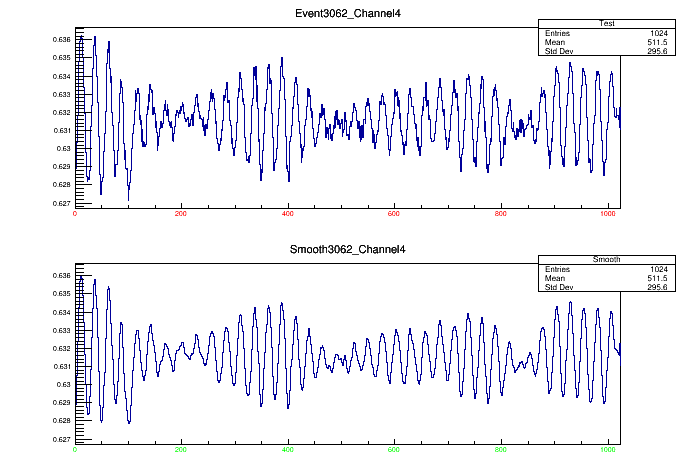 Event3062_Channel4
Test
Entries 1024
Mean 511.5
Std Dev 295.6
0.636
0.635
0.634
0.633
0.632
0.631
0.63
0.629
0.628
0.627
0 200 400 600 800 1000
Smooth3062_Channel4
Smooth
Entries 1024
Mean 511.5
Std Dev 295.6
0.636
0.635
0.634
0.633
0.632
0.631
0.63
0.629
0.628
0.627
0 200 400 600 800 1000